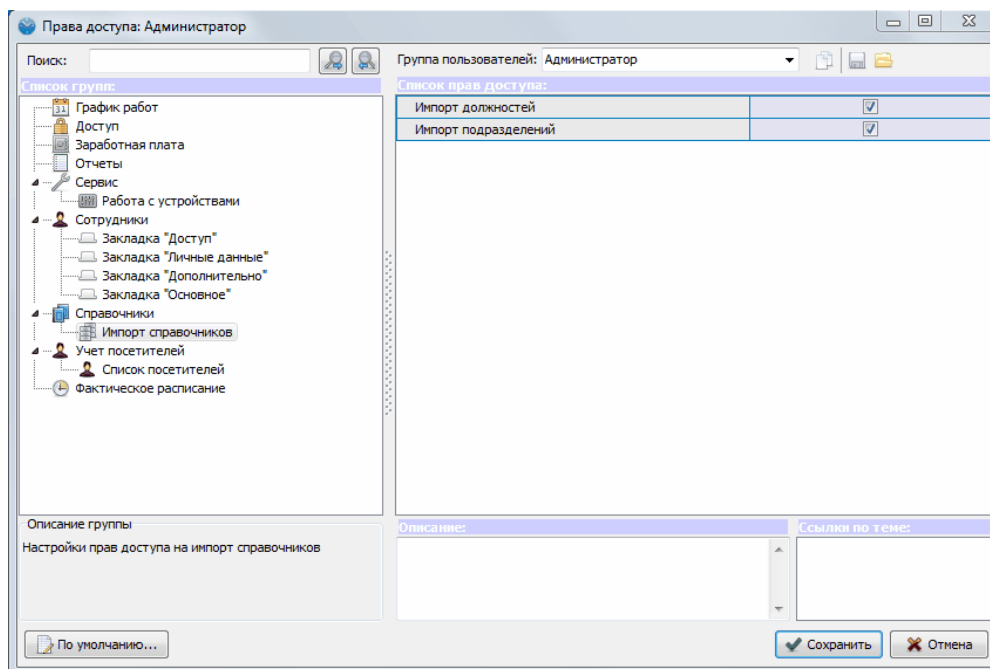 Права доступа: Администратор
Поиск:
Группа пользователей: Администратор
Список групп:
Список прав доступа:
График работ
Доступ
Заработная плата
Отчеты
Сервис
Работа с устройствами
Сотрудники
Закладка "Доступ"
Закладка "Личные данные"
Закладка "Дополнительно"
Закладка "Основное"
Справочники
Импорт справочников
Учет посетителей
Список посетителей
Фактическое расписание
Импорт должностей
Импорт подразделений
Описание группы
Настройки прав доступа на импорт справочников
Описание:
Ссылки по теме:
По умолчанию...
Сохранить
Отмена